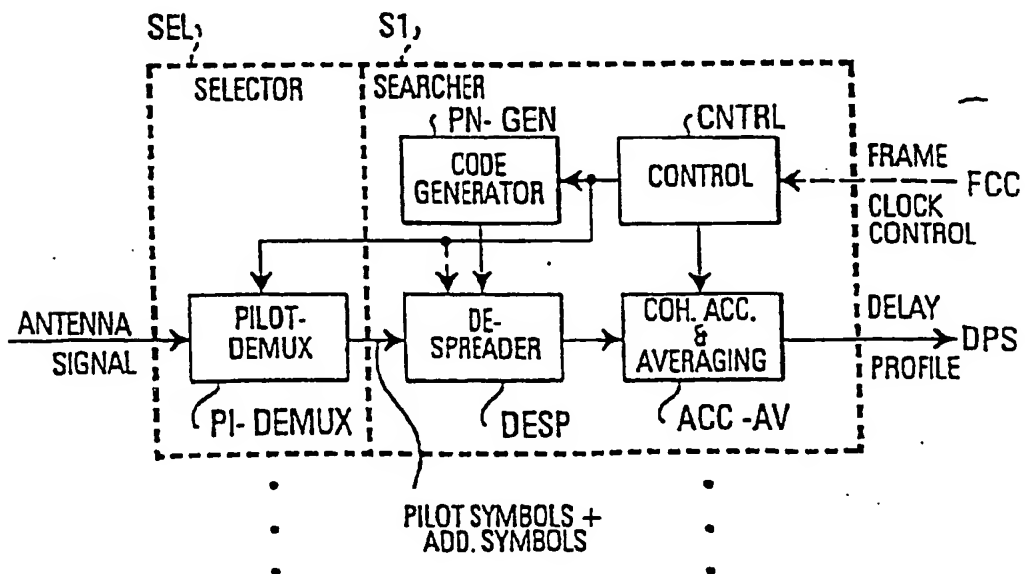 SEL
S1
SELECTOR
SEARCHER
PN- GEN
CNTRL
CODE
GENERATOR
CONTROL
FRAME
FCC
CLOCK
CONTROL
ANTENNA
SIGNAL
PILOT-
DEMUX
DE-
SPREADER
COH. ACC.
&
AVERAGING
DELAY
DPS
PROFILE
PI- DEMUX
DESP
ACC -AV
PILOT SYMBOLS +
ADD. SYMBOLS